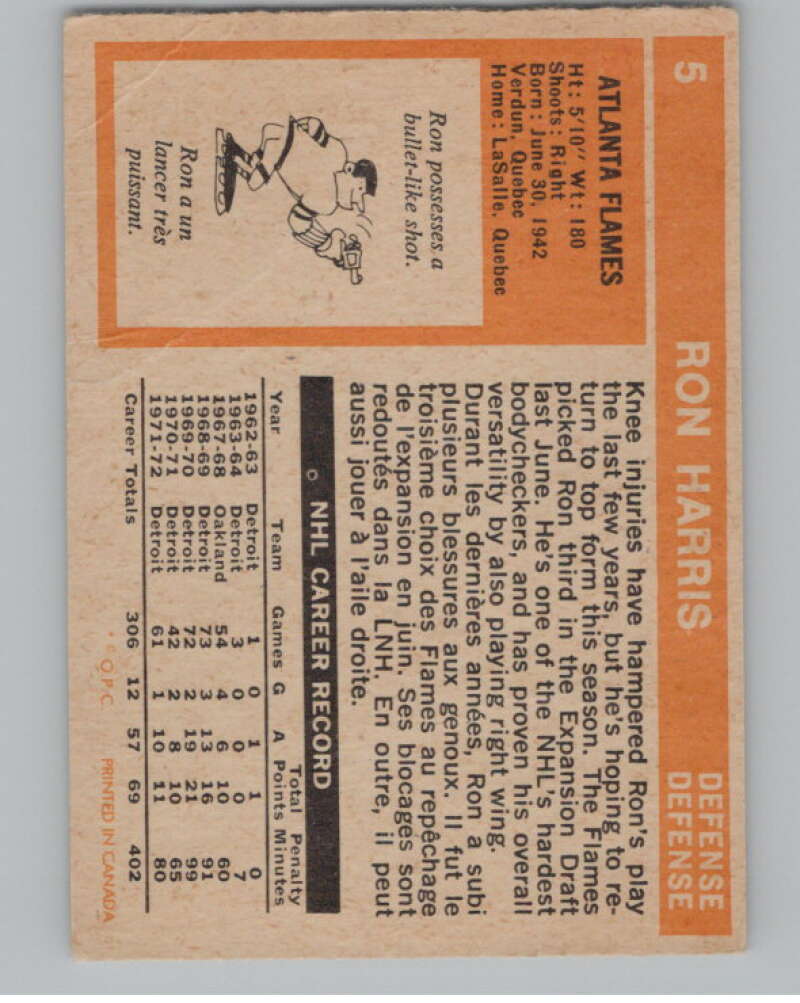 5 RON HARRIS DEFENSE
DEFENSE
ATLANTA FLAMES
Ht: 5'10" Wt: 180
Shoots: Right
Born: June 30, 1942
Verdun, Quebec
Home: LaSalle, Quebec
Ron possesses a
bullet-like shot.
Ron a un
lancer très
puissant.
Knee injuries have hampered Ron's play
the last few years, but he's hoping to re-
turn to top form this season. The Flames
picked Ron third in the Expansion Draft
last June. He's one of the NHL's hardest
bodycheckers, and has proven his overall
versatility by also playing right wing.
Durant les dernières années, Ron a subi
plusieurs blessures aux genoux. Il fut le
troisième choix des Flames au repêchage
de l'expansion en juin. Ses blocages sont
redoutés dans la LNH. En outre, il peut
aussi jouer à l'aile droite.
NHL CAREER RECORD
Total Penalty
Year Team Games G A Points Minutes
1962-63 Detroit 1 0 1 1 0
1963-64 Detroit 3 0 0 0 7
1967-68 Oakland 54 4 6 10 60
1968-69 Detroit 73 3 13 16 91
1969-70 Detroit 72 2 19 21 99
1970-71 Detroit 42 2 8 10 65
1971-72 Detroit 61 1 10 11 80
Career Totals 306 12 57 69 402
O.P.C. PRINTED IN CANADA